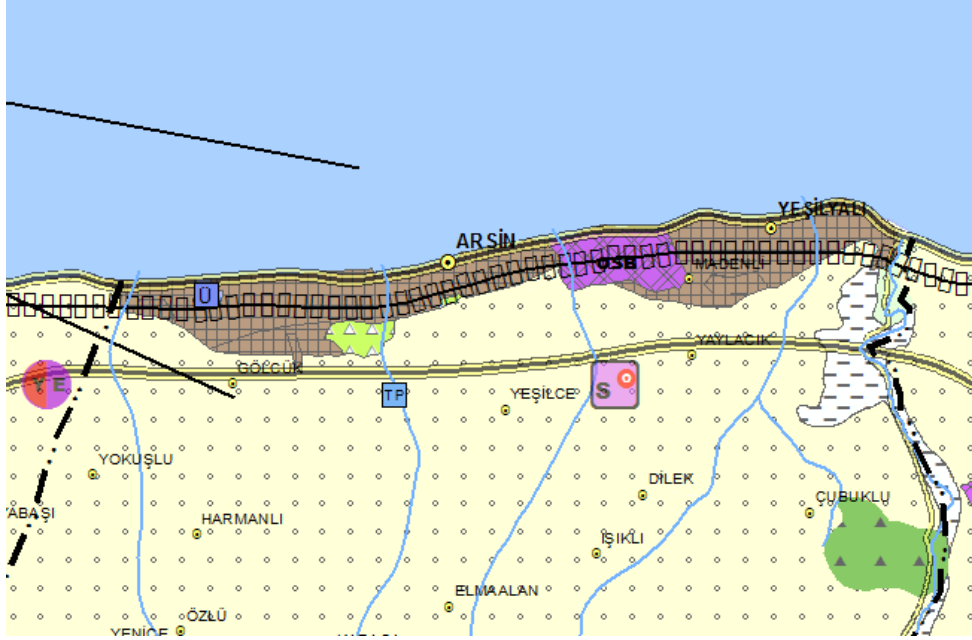 YEŞİLYALI
ARSİN
OSB
MADENLİ
Ü
YAYLACIK
GÖLCÜK
Y E
TP
YEŞİLCE
S
YOKUŞLU
DİLEK
ÇUBUKLU
ABAŞI
HARMANLI
IŞIKLI
ELMAALAN
ÖZLÜ
YENİCE